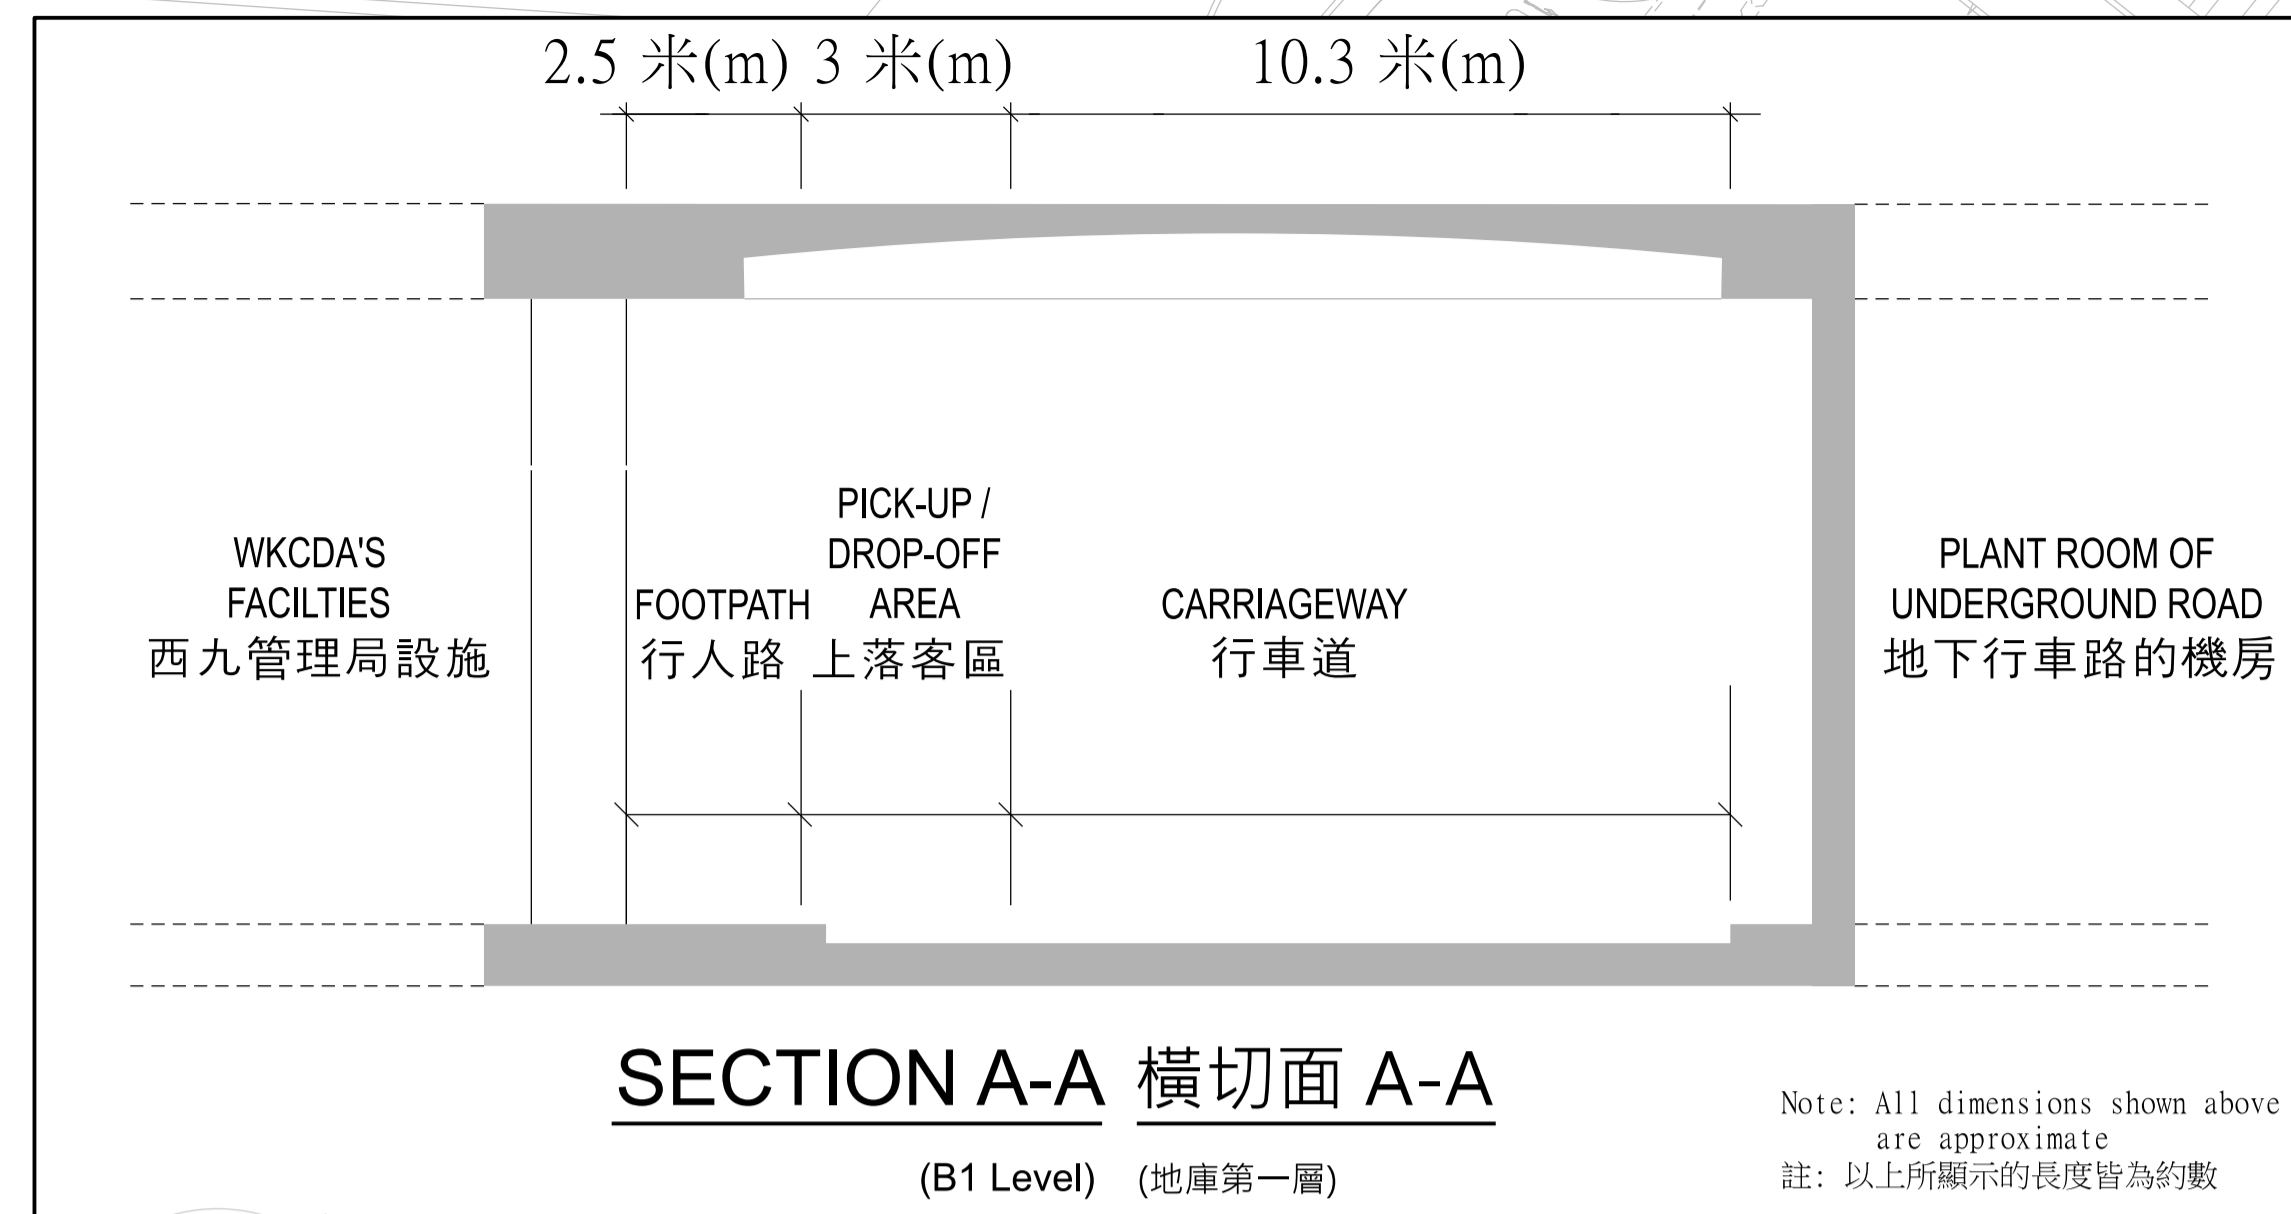 2.5 米(m) 3 米(m) 10.3 米(m)
WKCDA'S
FACILTIES
西九管理局設施
FOOTPATH
行人路
PICK-UP /
DROP-OFF
AREA
上落客區
CARRIAGEWAY
行車道
PLANT ROOM OF
UNDERGROUND ROAD
地下行車路的機房
SECTION A-A 橫切面 A-A
(B1 Level) (地庫第一層)
Note: All dimensions shown above
are approximate
註: 以上所顯示的長度皆為約數